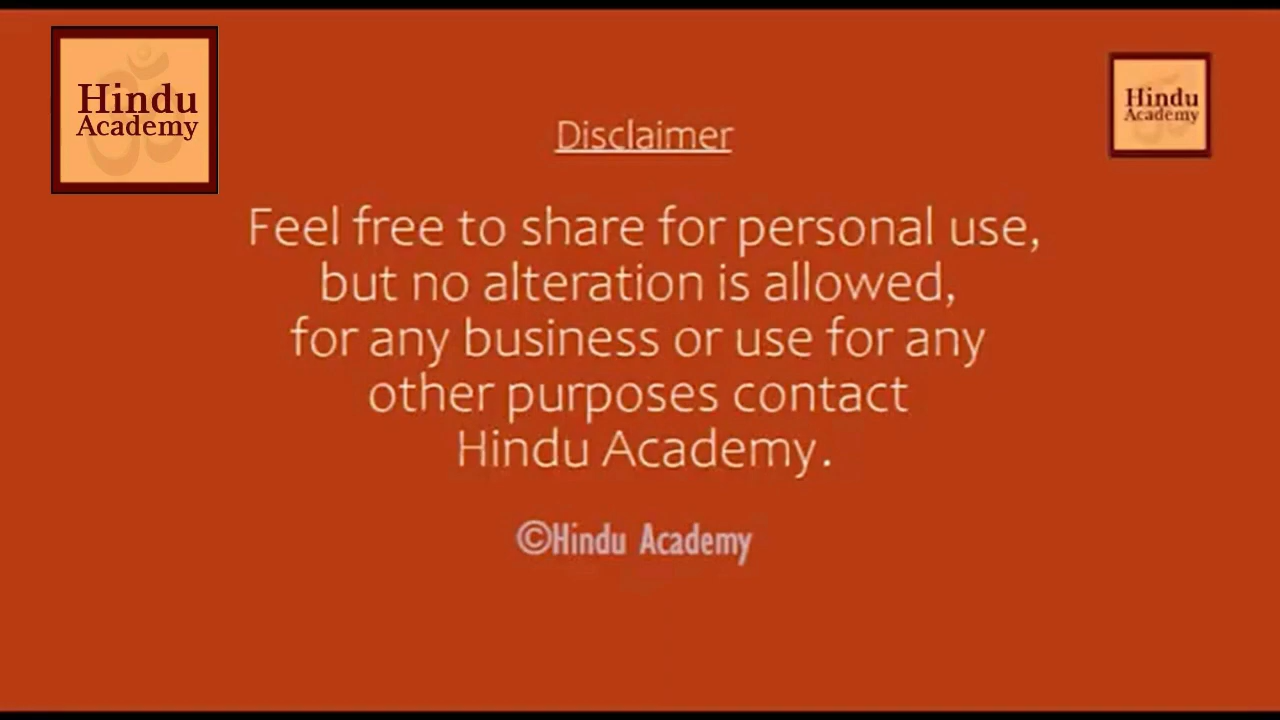 Hindu
Academy
Hindu
Academy
Disclaimer
Feel free to share for personal use,
but no alteration is allowed,
for any business or use for any
other purposes contact
Hindu Academy.
©Hindu Academy